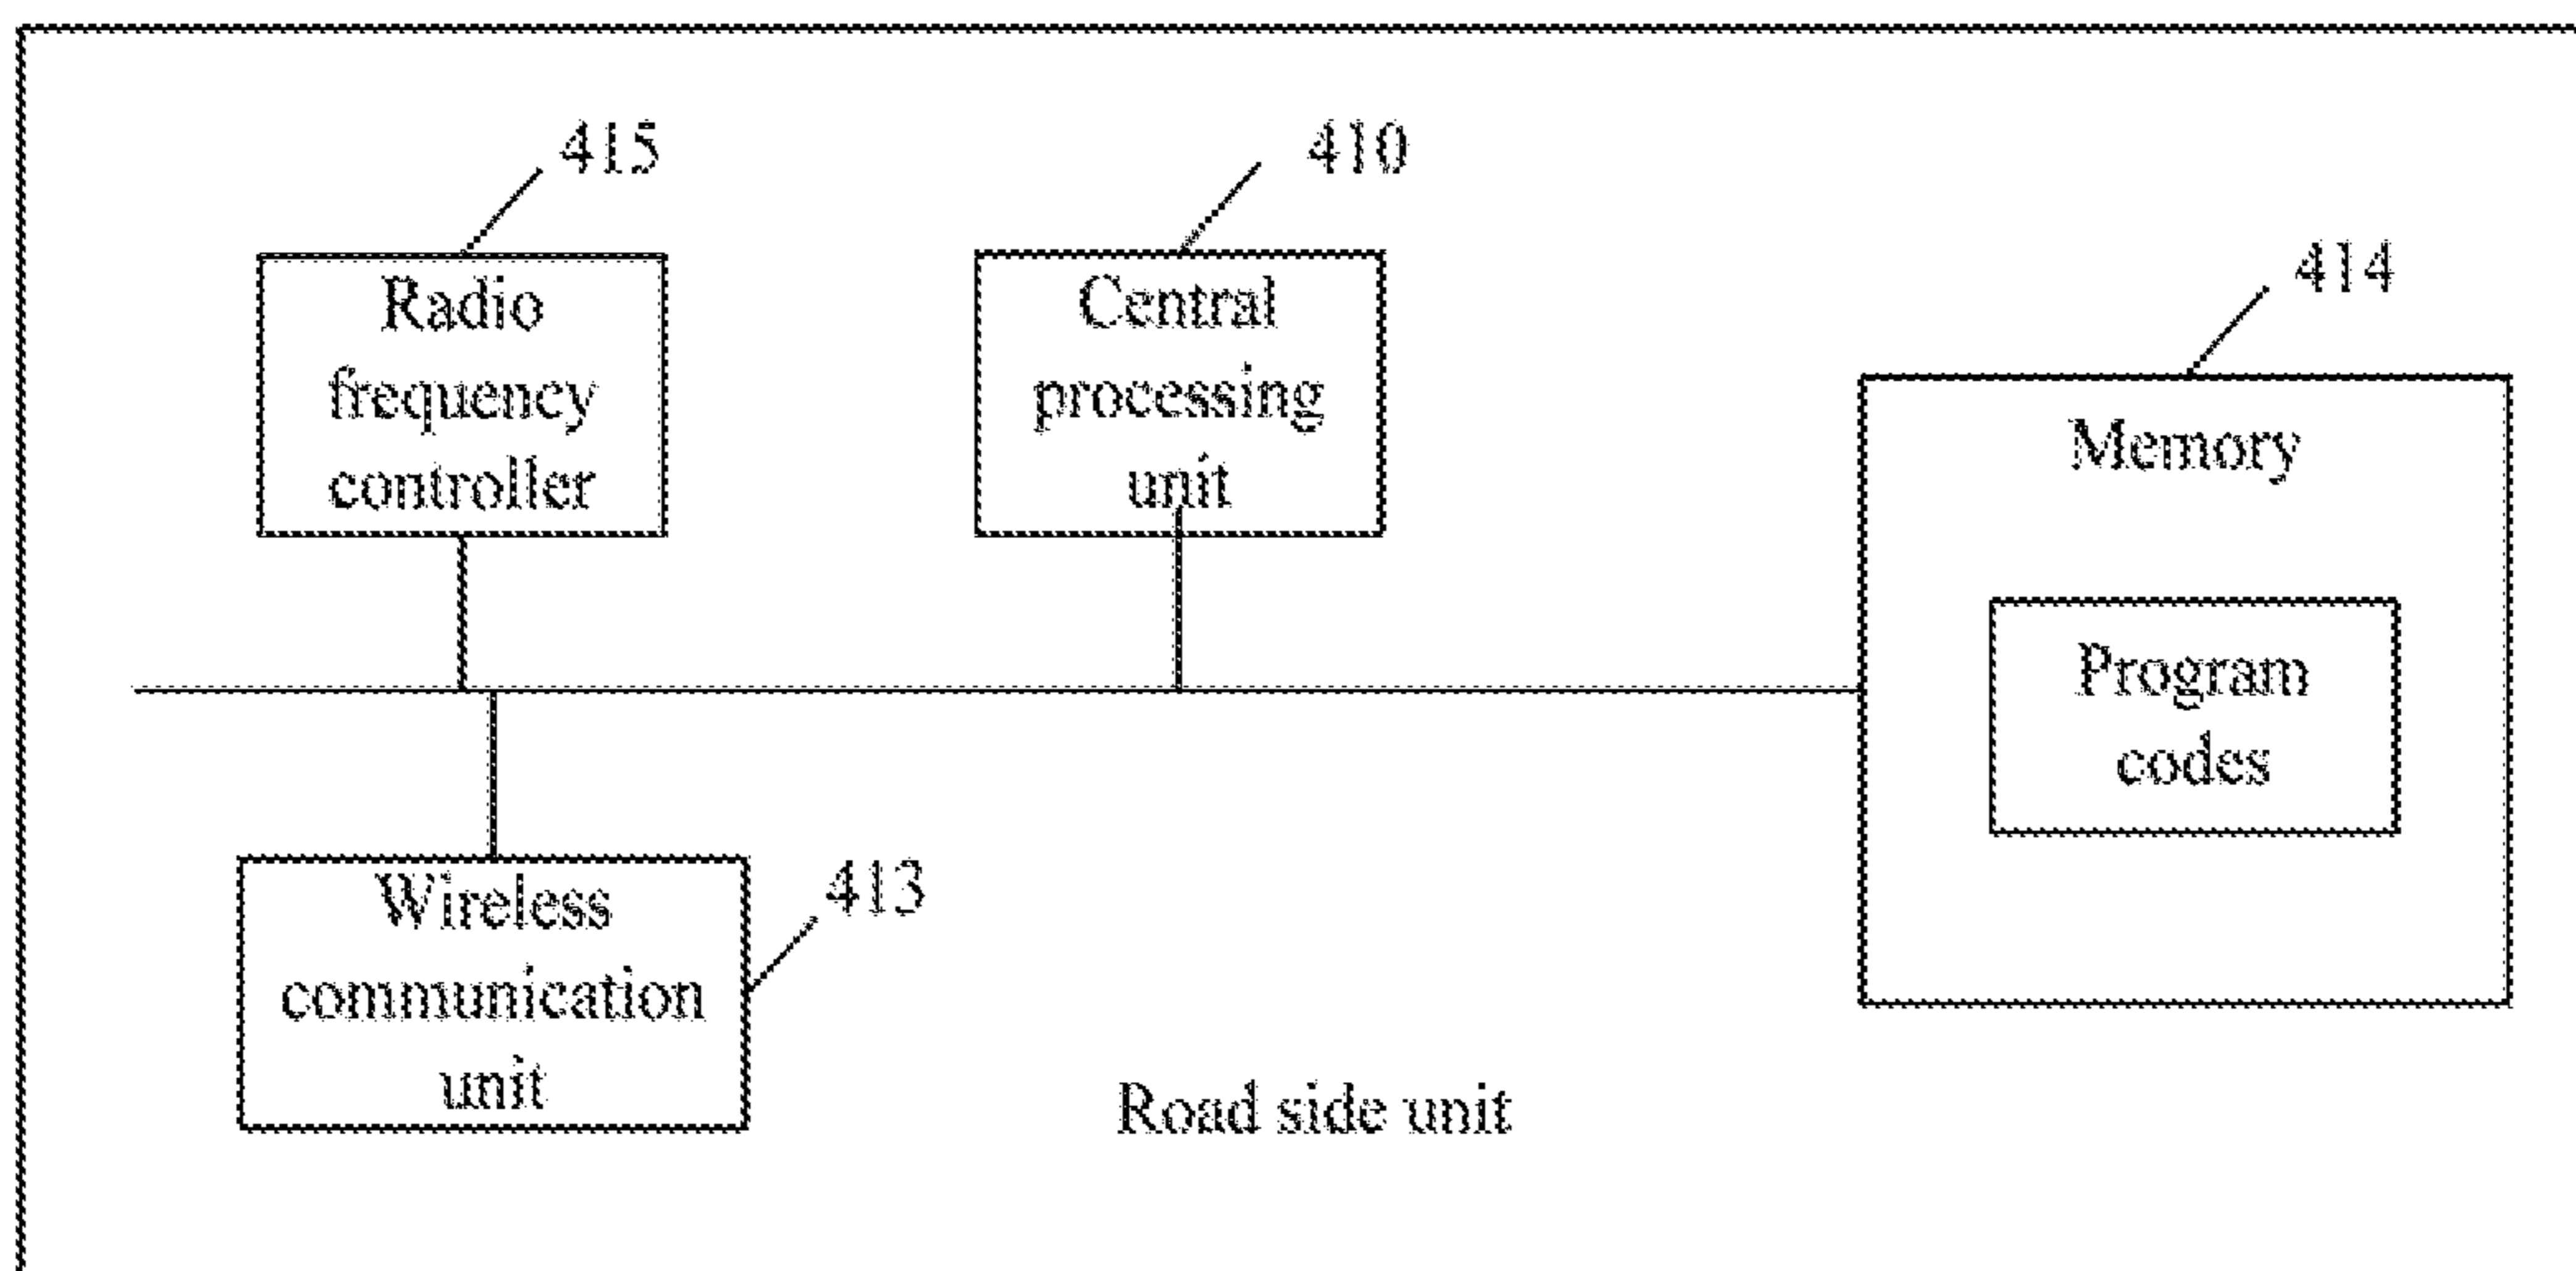 415
410
414
Radio
frequency
controller
Central
processing
unit
Memory
Program
codes
Wireless
communication
unit
413
Road side unit